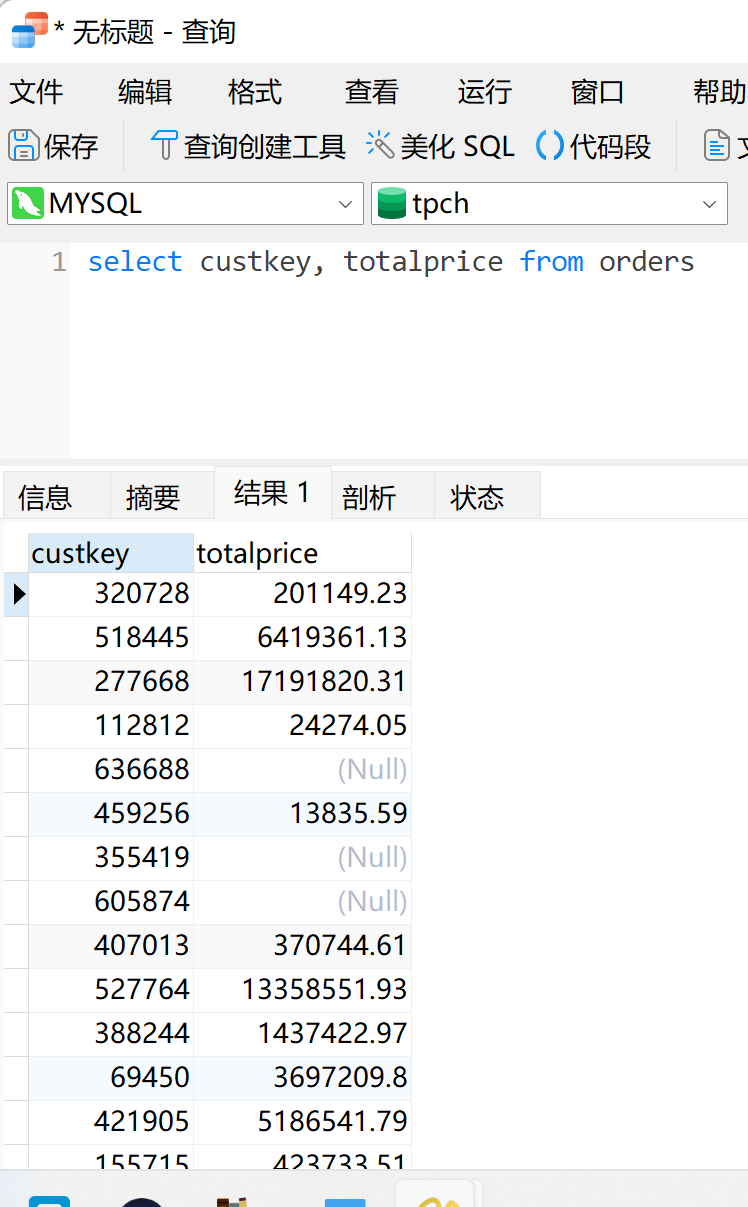 * 无标题 - 查询
文件 编辑 格式 查看 运行 窗口 帮助
保存 查询创建工具 美化 SQL 代码段
MYSQL tpch
1 select custkey, totalprice from orders
信息 摘要 结果 1 剖析 状态
custkey totalprice
320728 201149.23
518445 6419361.13
277668 17191820.31
112812 24274.05
636688 (Null)
459256 13835.59
355419 (Null)
605874 (Null)
407013 370744.61
527764 13358551.93
388244 1437422.97
69450 3697209.8
421905 5186541.79
155715 423733.51